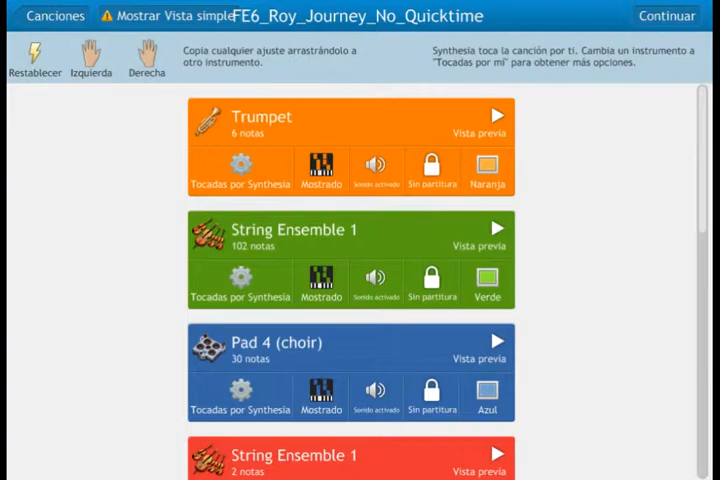 Canciones
Mostrar Vista simple
FE6_Roy_Journey_No_Quicktime
Continuar
Restablecer
Izquierda
Derecha
Copia cualquier ajuste arrastrándolo a
otro instrumento.
Synthesia toca la canción por ti. Cambia un instrumento a
"Tocadas por mí" para obtener más opciones.
Trumpet
6 notas
Vista previa
Tocadas por Synthesia
Mostrado
Sonido activado
Sin partitura
Naranja
String Ensemble 1
102 notas
Vista previa
Tocadas por Synthesia
Mostrado
Sonido activado
Sin partitura
Verde
Pad 4 (choir)
30 notas
Vista previa
Tocadas por Synthesia
Mostrado
Sonido activado
Sin partitura
Azul
String Ensemble 1
2 notas
Vista previa